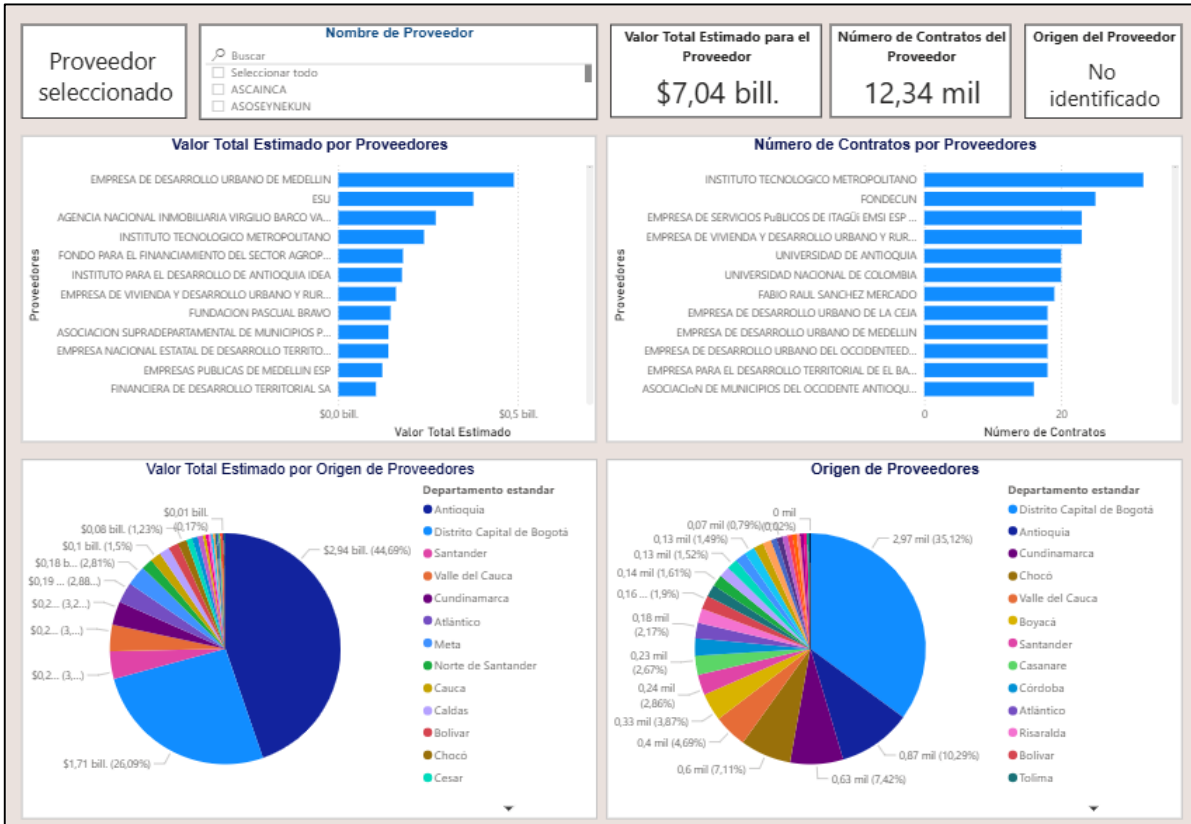 Proveedor
seleccionado
Nombre de Proveedor
Buscar
Seleccionar todo
ASCAINCA
ASOSEYNEKUN
Valor Total Estimado para el
Proveedor
$7,04 bill.
Número de Contratos del
Proveedor
12,34 mil
Origen del Proveedor
No
identificado
Valor Total Estimado por Proveedores
Proveedores
EMPRESA DE DESARROLLO URBANO DE MEDELLIN
ESU
AGENCIA NACIONAL INMOBILIARIA VIRGILIO BARCO VA...
INSTITUTO TECNOLOGICO METROPOLITANO
FONDO PARA EL FINANCIAMIENTO DEL SECTOR AGROP...
INSTITUTO PARA EL DESARROLLO DE ANTIOQUIA IDEA
EMPRESA DE VIVIENDA Y DESARROLLO URBANO Y RUR...
FUNDACION PASCUAL BRAVO
ASOCIACION SUPRADEPARTAMENTAL DE MUNICIPIOS P...
EMPRESA NACIONAL ESTATAL DE DESARROLLO TERRITO...
EMPRESAS PUBLICAS DE MEDELLIN ESP
FINANCIERA DE DESARROLLO TERRITORIAL SA
$0,0 bill.
$0,5 bill.
Valor Total Estimado
Número de Contratos por Proveedores
Proveedores
INSTITUTO TECNOLOGICO METROPOLITANO
FONDECUN
EMPRESA DE SERVICIOS PuBLICOS DE ITAGÜi EMSI ESP ...
EMPRESA DE VIVIENDA Y DESARROLLO URBANO Y RUR...
UNIVERSIDAD DE ANTIOQUIA
UNIVERSIDAD NACIONAL DE COLOMBIA
FABIO RAUL SANCHEZ MERCADO
EMPRESA DE DESARROLLO URBANO DE LA CEJA
EMPRESA DE DESARROLLO URBANO DE MEDELLIN
EMPRESA DE DESARROLLO URBANO DEL OCCIDENTEED...
EMPRESA PARA EL DESARROLLO TERRITORIAL DE EL BA...
ASOCIACIoN DE MUNICIPIOS DEL OCCIDENTE ANTIOQU...
0
20
Número de Contratos
Valor Total Estimado por Origen de Proveedores
$0,01 bill.
(0,17%)
$0,08 bill. (1,23%)
$0,1 bill. (1,5%)
$0,18 b... (2,81%)
$0,19 ... (2,88...
$0,2... (3,2...)
$0,2... (3,...)
$0,2... (3,...)
$1,71 bill. (26,09%)
$2,94 bill. (44,69%)
Departamento estandar
Antioquia
Distrito Capital de Bogotá
Santander
Valle del Cauca
Cundinamarca
Atlántico
Meta
Norte de Santander
Cauca
Caldas
Bolivar
Chocó
Cesar
Origen de Proveedores
0 mil
(0,02%)
0,07 mil (0,79%)
0,13 mil (1,49%)
0,13 mil (1,52%)
0,14 mil (1,61%)
0,16 ... (1,9%)
0,18 mil
(2,17%)
0,23 mil
(2,67%)
0,24 mil
(2,86%)
0,33 mil (3,87%)
0,4 mil (4,69%)
0,6 mil (7,11%)
0,63 mil (7,42%)
0,87 mil (10,29%)
2,97 mil (35,12%)
Departamento estandar
Distrito Capital de Bogotá
Antioquia
Cundinamarca
Chocó
Valle del Cauca
Boyacá
Santander
Casanare
Córdoba
Atlántico
Risaralda
Bolivar
Tolima